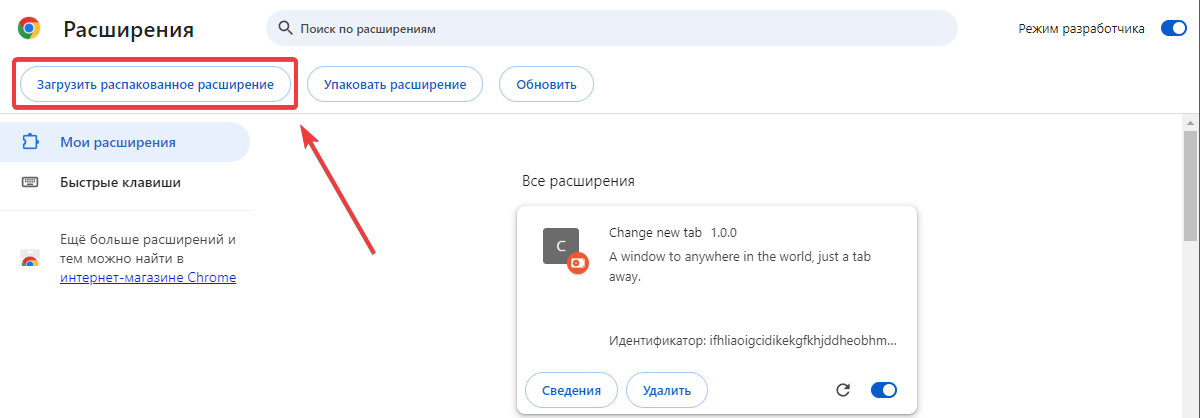 Расширения
Поиск по расширениям
Режим разработчика
Загрузить распакованное расширение
Упаковать расширение
Обновить
Мои расширения
Быстрые клавиши
Ещё больше расширений и
тем можно найти в
интернет-магазине Chrome
Все расширения
C
Change new tab 1.0.0
A window to anywhere in the world, just a tab
away.
Идентификатор: ifhliaoigcidikekgfkhjddheobhm...
Сведения
Удалить